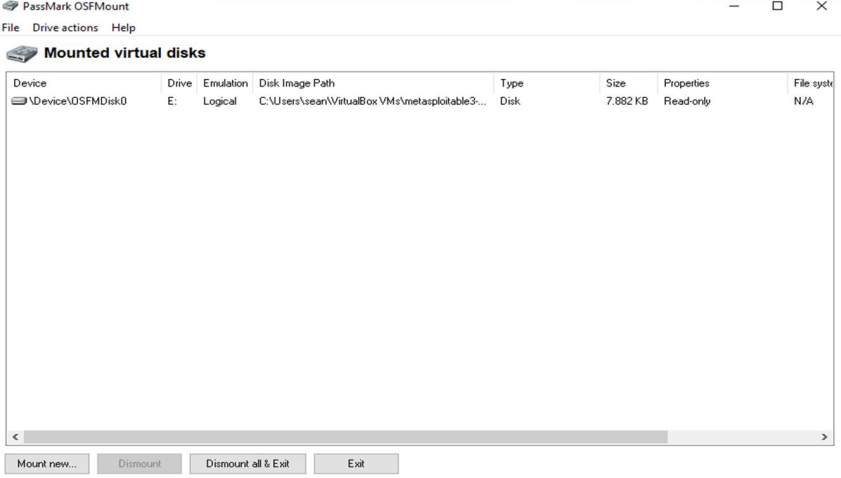 PassMark OSFMount
File Drive actions Help
Mounted virtual disks
Device Drive Emulation Disk Image Path Type Size Properties File syste
\Device\OSFMDisk0 E: Logical C:\Users\sean\VirtualBox VMs\metasploitable3-... Disk 7.882 KB Read-only N/A
Mount new... Dismount Dismount all & Exit Exit